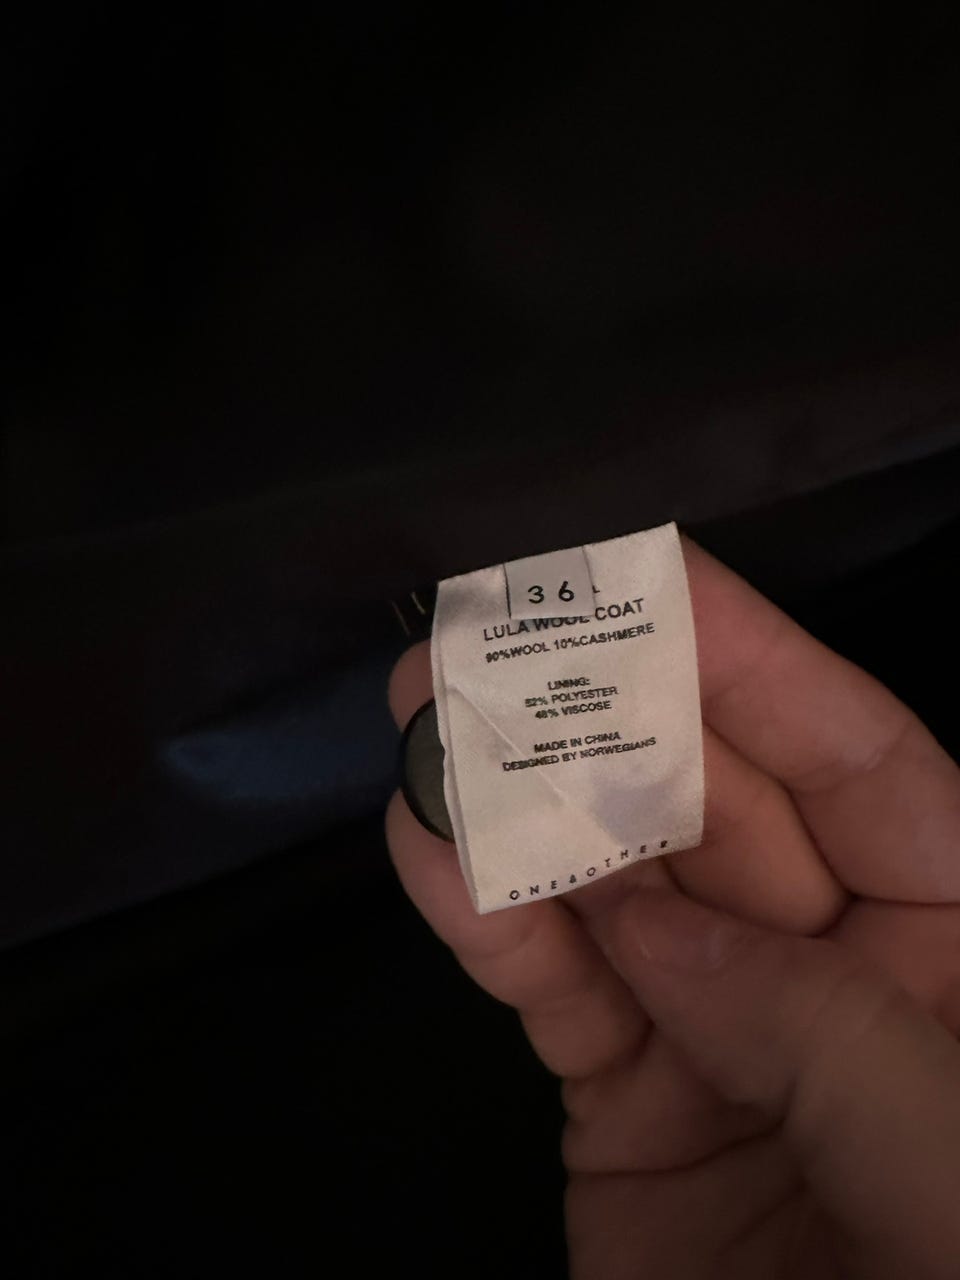 36
LULA WOOL COAT
90%WOOL 10%CASHMERE
LINING:
52% POLYESTER
48% VISCOSE
MADE IN CHINA
DESIGNED BY NORWEGIANS
ONE&OTHER